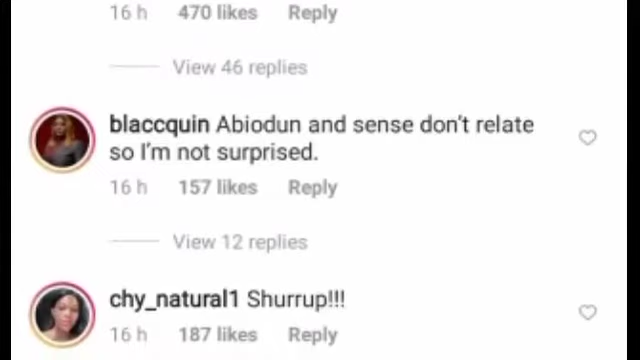 16 h 470 likes Reply
View 46 replies
blaccquin Abiodun and sense don't relate
so I'm not surprised.
16 h 157 likes Reply
View 12 replies
chy_natural1 Shurrup!!!
16 h 187 likes Reply